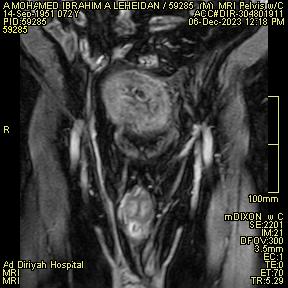 A MOHAMED IBRAHIM A LEHEIDAN / 59285 (M) MRI Pelvis w/C
14-Sep-1951 072Y ACC#DIR-304801911
PID:59285 06-Dec-2023 12:18 PM
59285
R
100mm
mDIXON_w C
SE:2201
IM:21
DFOV:300
3.5mm
EC:1
Ad Diriyah Hospital TE:0
MRI ET:70
MRI TR:5.29